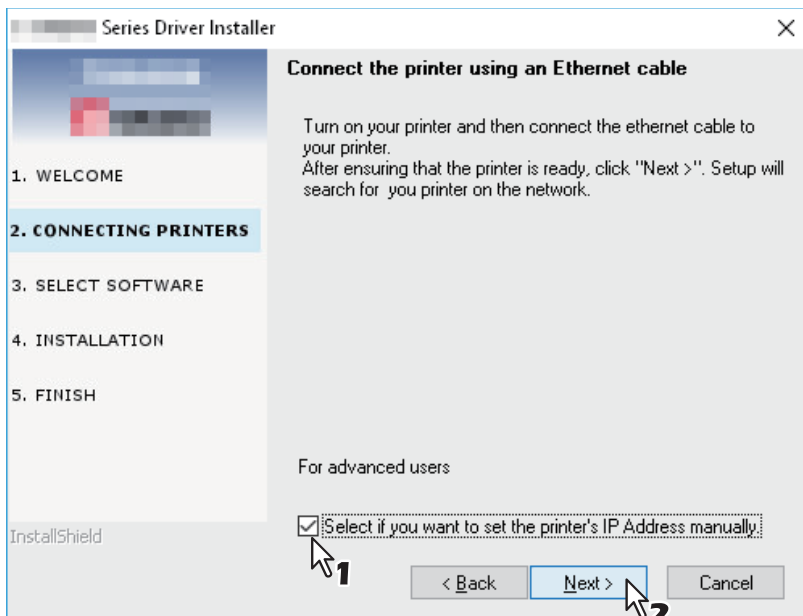 Series Driver Installer
Connect the printer using an Ethernet cable
Turn on your printer and then connect the ethernet cable to
your printer.
After ensuring that the printer is ready, click "Next >". Setup will
search for you printer on the network.
1. WELCOME
2. CONNECTING PRINTERS
3. SELECT SOFTWARE
4. INSTALLATION
5. FINISH
For advanced users
Select if you want to set the printer's IP Address manually.
InstallShield
1
< Back
Next >
Cancel
2